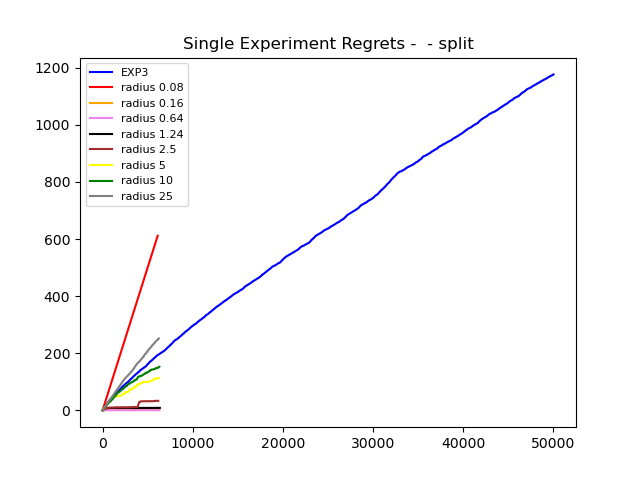 Single Experiment Regrets -  - split
1200
1000
800
600
400
200
0
EXP3
radius 0.08
radius 0.16
radius 0.64
radius 1.24
radius 2.5
radius 5
radius 10
radius 25
0 10000 20000 30000 40000 50000